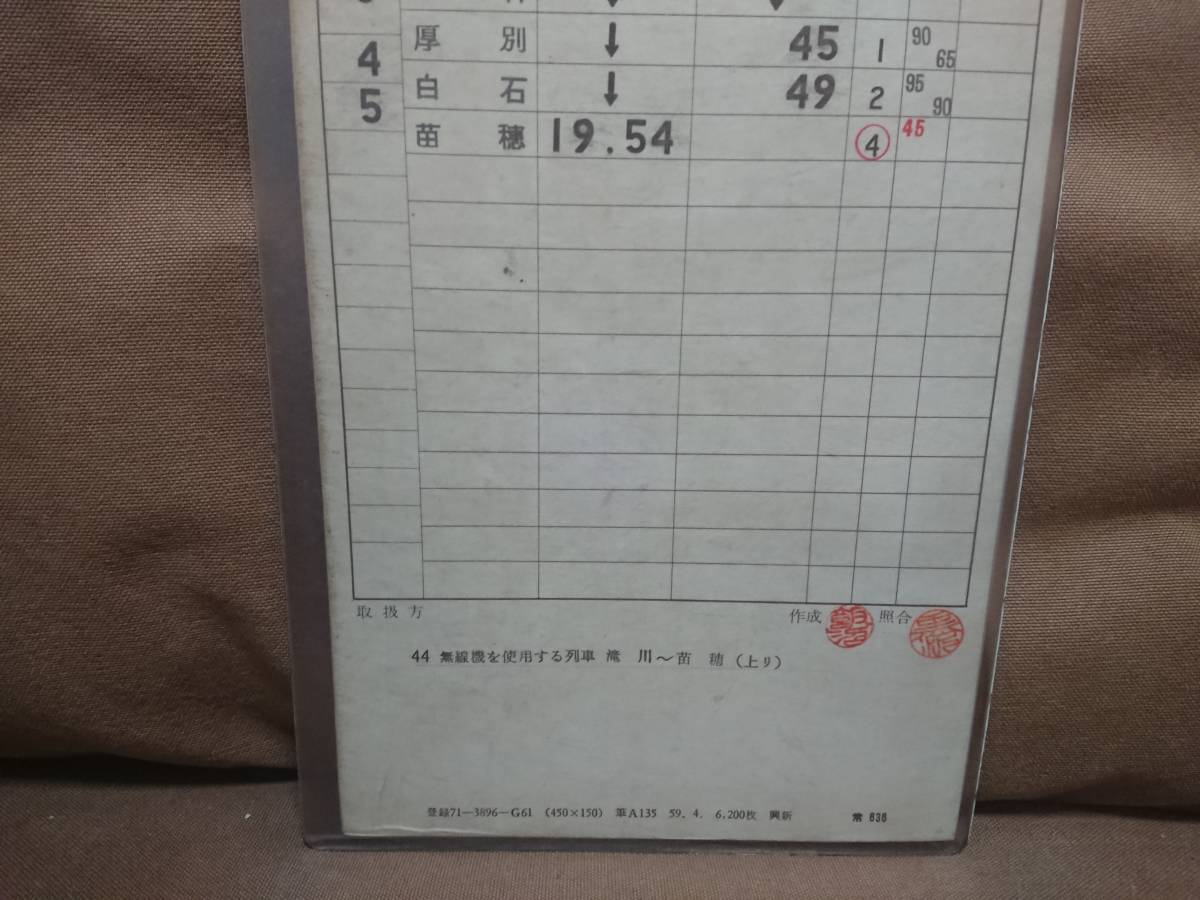 4 厚別 ↓ 45 1 90 65
5 白石 ↓ 49 2 95 90
苗穂 19.54 ④ 45
取扱方 作成 照合
44 無線機を使用する列車 滝 川～苗 穂 (上り)
登録71―3896―G61 (450×150) 筆A135 59. 4. 6,200枚 興新 常 636